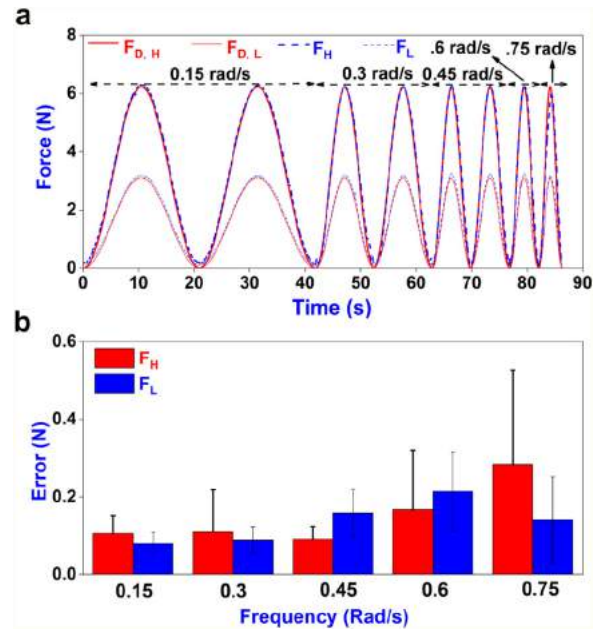 a
F_D, H F_D, L F_H F_L .6 rad/s .75 rad/s
0.15 rad/s 0.3 rad/s 0.45 rad/s
Force (N)
6
4
2
0
0 10 20 30 40 50 60 70 80 90
Time (s)
b
F_H
F_L
Error (N)
0.6
0.4
0.2
0.0
0.15 0.3 0.45 0.6 0.75
Frequency (Rad/s)